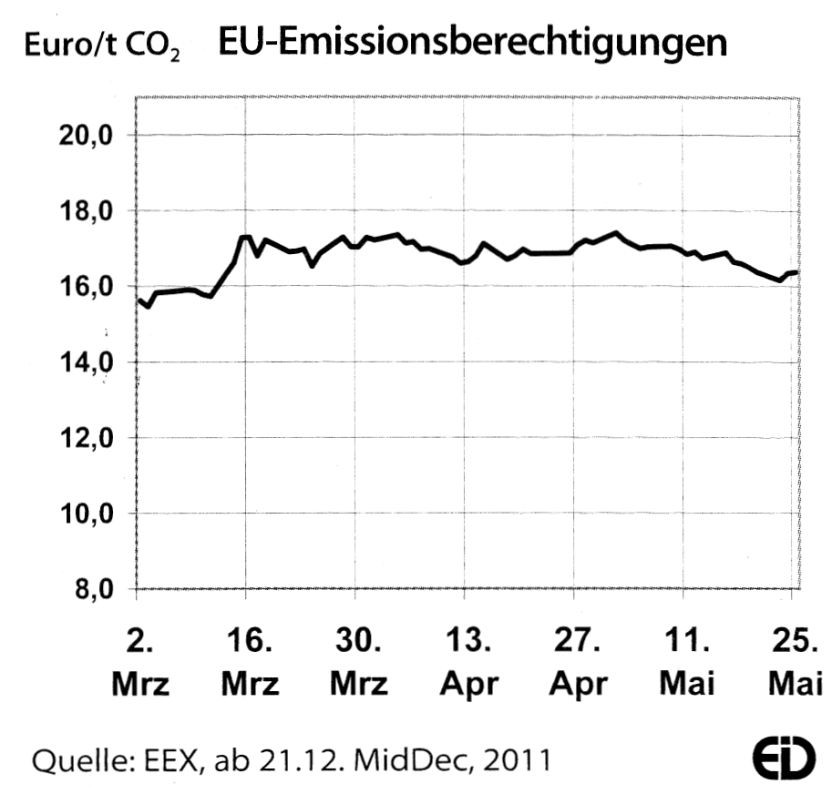 Euro/t CO₂ EU-Emissionsberechtigungen
20,0
18,0
16,0
14,0
12,0
10,0
8,0
2. 16. 30. 13. 27. 11. 25.
Mrz Mrz Mrz Apr Apr Mai Mai
Quelle: EEX, ab 21.12. MidDec, 2011 EID